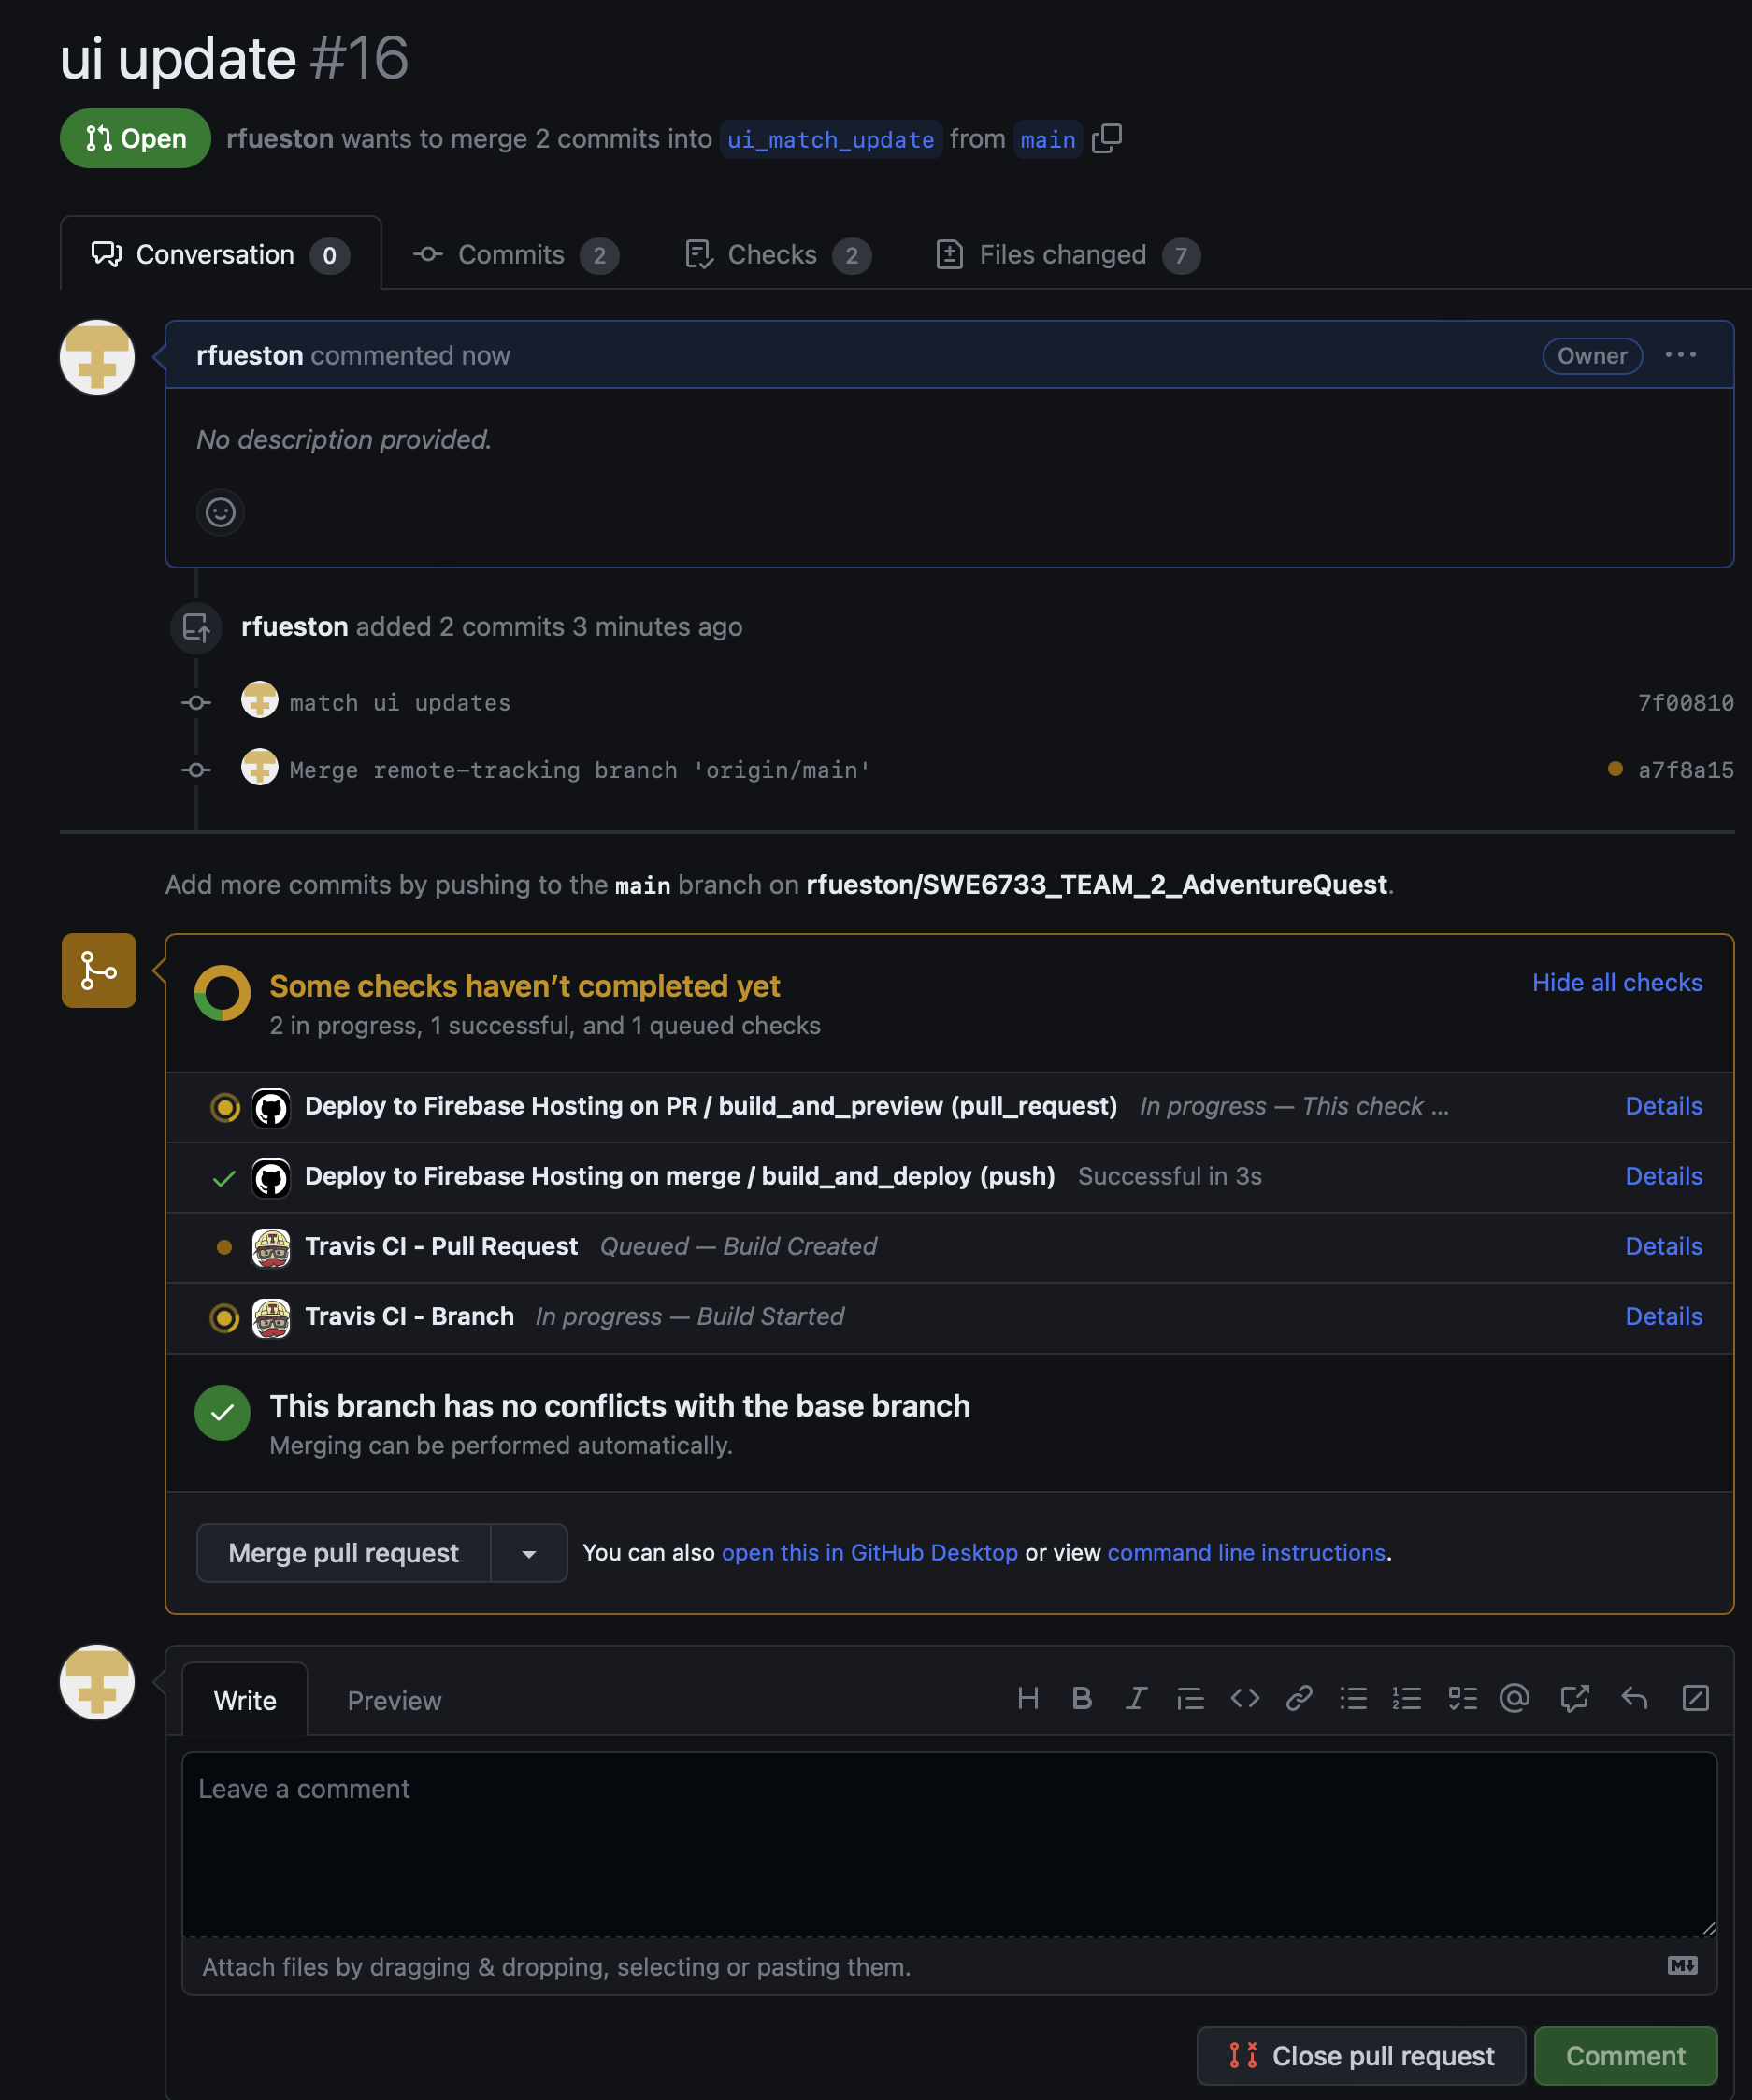 ui update #16
Open rfueston wants to merge 2 commits into ui_match_update from main
Conversation 0 Commits 2 Checks 2 Files changed 7
rfueston commented now Owner
No description provided.
rfueston added 2 commits 3 minutes ago
match ui updates 7f00810
Merge remote-tracking branch 'origin/main' a7f8a15
Add more commits by pushing to the main branch on rfueston/SWE6733_TEAM_2_AdventureQuest.
Some checks haven’t completed yet Hide all checks
2 in progress, 1 successful, and 1 queued checks
Deploy to Firebase Hosting on PR / build_and_preview (pull_request) In progress — This check ... Details
Deploy to Firebase Hosting on merge / build_and_deploy (push) Successful in 3s Details
Travis CI - Pull Request Queued — Build Created Details
Travis CI - Branch In progress — Build Started Details
This branch has no conflicts with the base branch
Merging can be performed automatically.
Merge pull request You can also open this in GitHub Desktop or view command line instructions.
Write Preview
Leave a comment
Attach files by dragging & dropping, selecting or pasting them.
Close pull request Comment